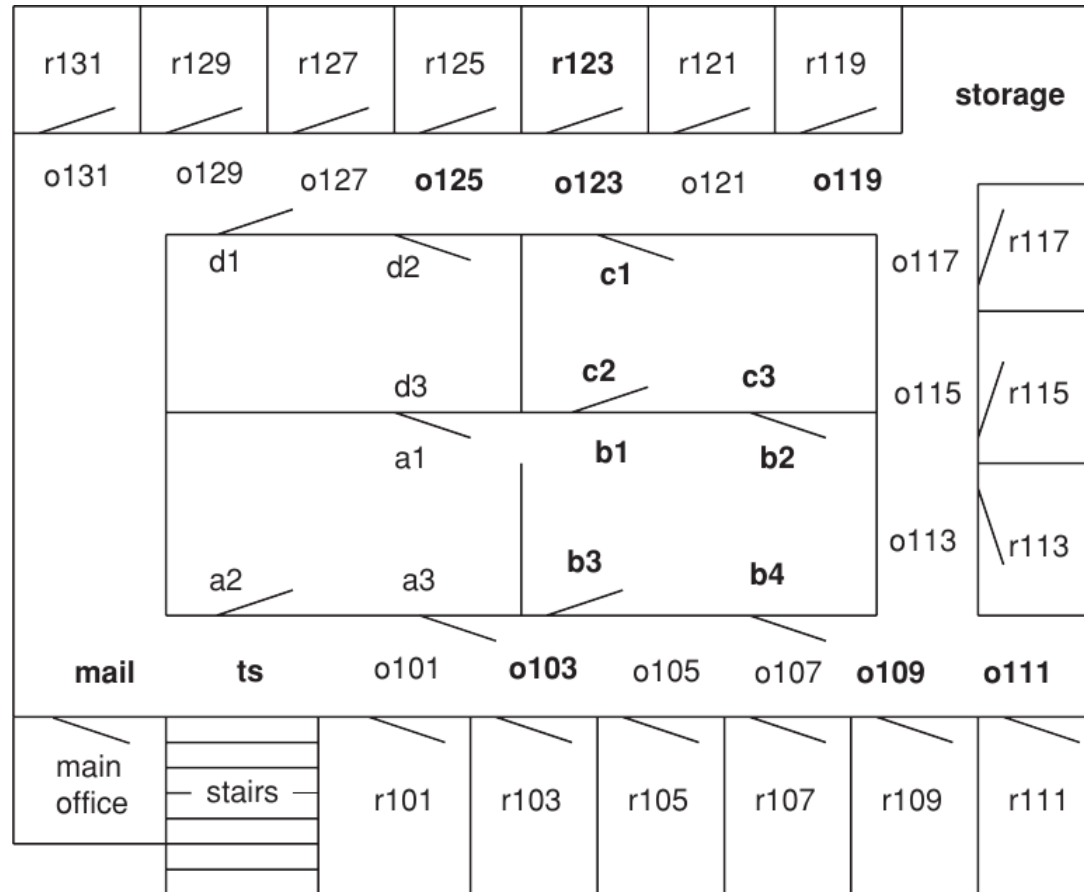 r131 r129 r127 r125 r123 r121 r119
storage
o131 o129 o127 o125 o123 o121 o119
r117
d1 d2 c1 o117
d3 c2 c3 o115 r115
a1 b1 b2
o113 r113
a2 a3 b3 b4
mail ts o101 o103 o105 o107 o109 o111
main
office
stairs r101 r103 r105 r107 r109 r111